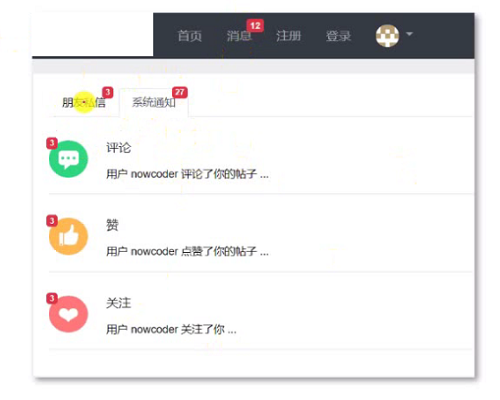 首页 消息 12 注册 登录
朋友私信 3 系统通知 27
3 评论
用户 nowcoder 评论了你的帖子 ...
3 赞
用户 nowcoder 点赞了你的帖子 ...
3 关注
用户 nowcoder 关注了你 ...